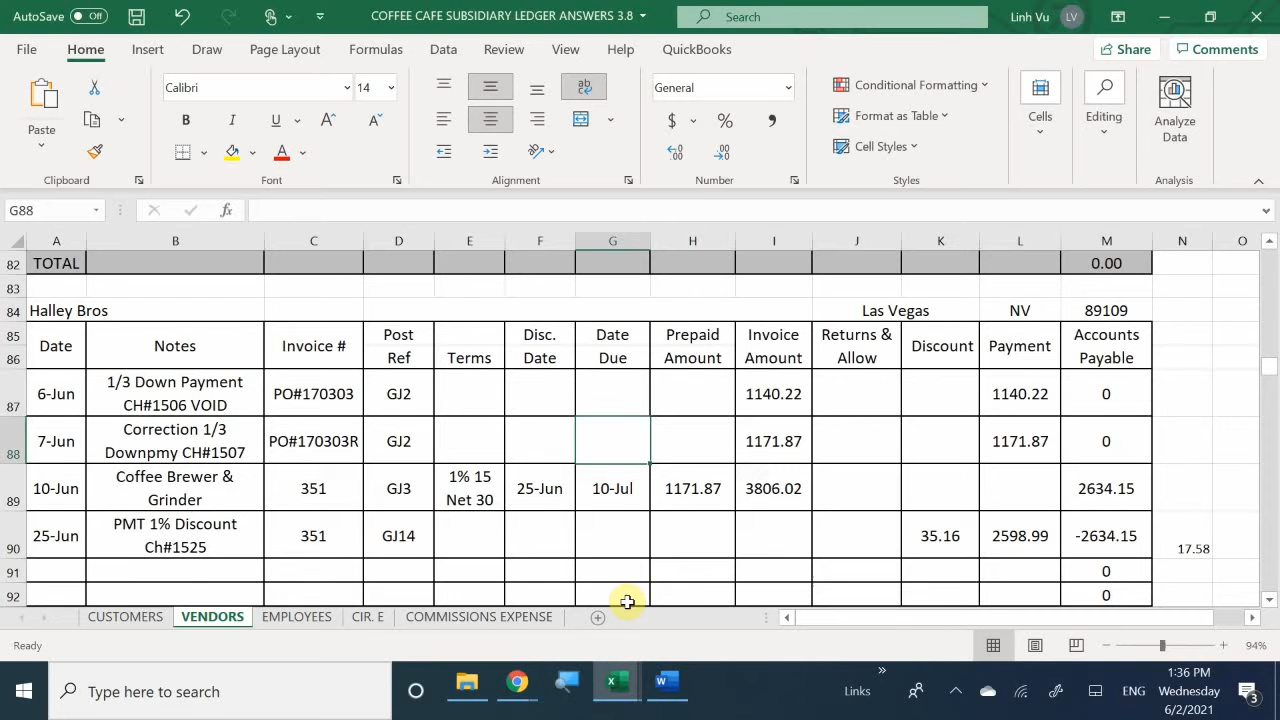 AutoSave Off COFFEE CAFE SUBSIDIARY LEDGER ANSWERS 3.8 Search Linh Vu LV
File Home Insert Draw Page Layout Formulas Data Review View Help QuickBooks Share Comments
Calibri 14 General Conditional Formatting
Paste B I U A A $ % , Format as Table Cells Editing Analyze Data
A Cell Styles
Clipboard Font Alignment Number Styles Analysis
G88 fx
A B C D E F G H I J K L M N O
82 TOTAL 0.00
83
84 Halley Bros Las Vegas NV 89109
85 Post Disc. Date Prepaid Invoice Returns & Accounts
Date Notes Invoice # Discount Payment
86 Ref Terms Date Due Amount Amount Allow Payable
1/3 Down Payment
6-Jun PO#170303 GJ2 1140.22 1140.22 0
87 CH#1506 VOID
Correction 1/3
7-Jun PO#170303R GJ2 1171.87 1171.87 0
88 Downpmy CH#1507
Coffee Brewer & 1% 15
10-Jun 351 GJ3 25-Jun 10-Jul 1171.87 3806.02 2634.15
89 Grinder Net 30
PMT 1% Discount
25-Jun 351 GJ14 35.16 2598.99 -2634.15
90 Ch#1525 17.58
91 0
92 0
CUSTOMERS VENDORS EMPLOYEES CIR. E COMMISSIONS EXPENSE
Ready 94%
Type here to search Links ENG 1:36 PM
Wednesday
6/2/2021 3